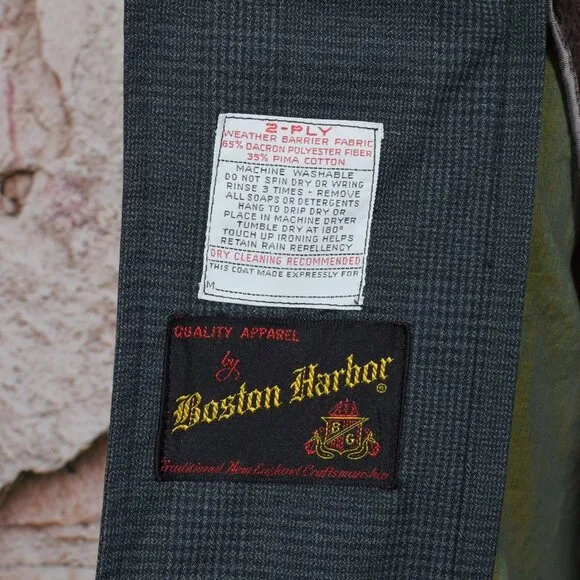 2-PLY
WEATHER BARRIER FABRIC
65% DACRON POLYESTER FIBER
35% PIMA COTTON
MACHINE WASHABLE
DO NOT SPIN DRY OR WRING
RINSE 3 TIMES - REMOVE
ALL SOAPS OR DETERGENTS
HANG TO DRIP DRY OR
PLACE IN MACHINE DRYER
TUMBLE DRY AT 180°
TOUCH UP IRONING HELPS
RETAIN RAIN REPELLENCY
DRY CLEANING RECOMMENDED
THIS COAT MADE EXPRESSLY FOR
M
QUALITY APPAREL
by
Boston Harbor®
B G
Traditional New England Craftsmanship